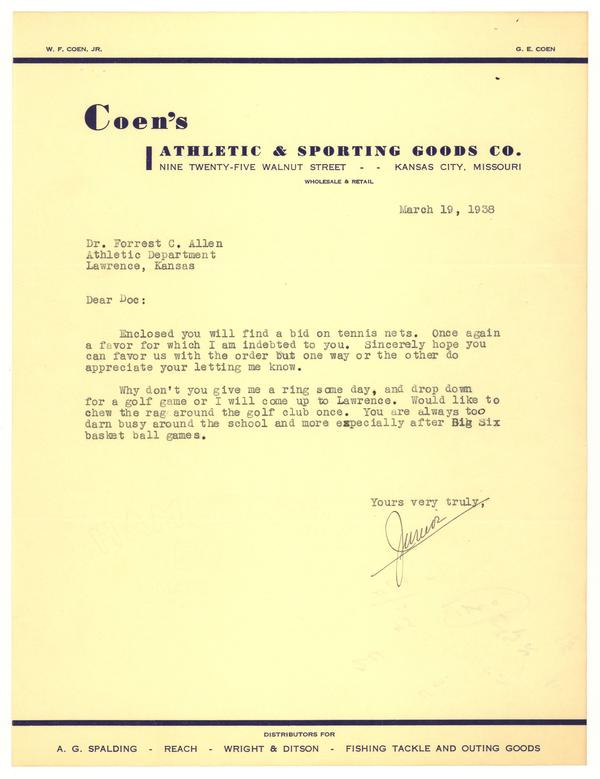 W. F. COEN, JR. G. E. COEN
Coen's
ATHLETIC & SPORTING GOODS CO.
NINE TWENTY-FIVE WALNUT STREET - - KANSAS CITY, MISSOURI
WHOLESALE & RETAIL
March 19, 1938
Dr. Forrest C. Allen
Athletic Department
Lawrence, Kansas
Dear Doc:
Enclosed you will find a bid on tennis nets. Once again
a favor for which I am indebted to you. Sincerely hope you
can favor us with the order but one way or the other do
appreciate your letting me know.
Why don't you give me a ring some day, and drop down
for a golf game or I will come up to Lawrence. Would like to
chew the rag around the golf club once. You are always too
darn busy around the school and more especially after Big Six
basket ball games.
Yours very truly,
Junior
DISTRIBUTORS FOR
A. G. SPALDING - REACH - WRIGHT & DITSON - FISHING TACKLE AND OUTING GOODS